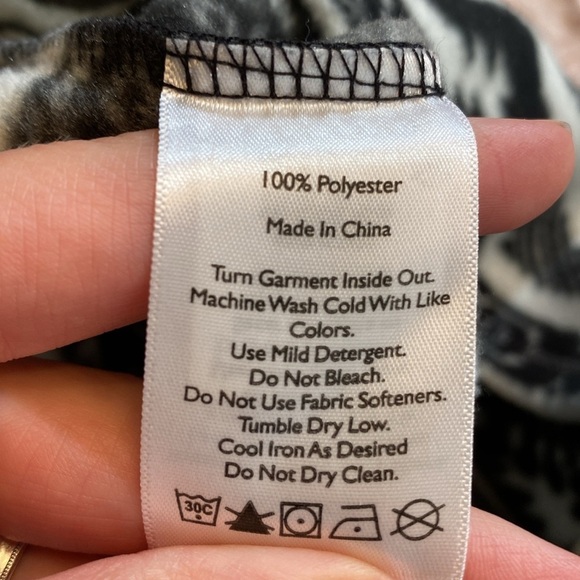 100% Polyester
Made In China
Turn Garment Inside Out.
Machine Wash Cold With Like
Colors.
Use Mild Detergent.
Do Not Bleach.
Do Not Use Fabric Softeners.
Tumble Dry Low.
Cool Iron As Desired
Do Not Dry Clean.
30C